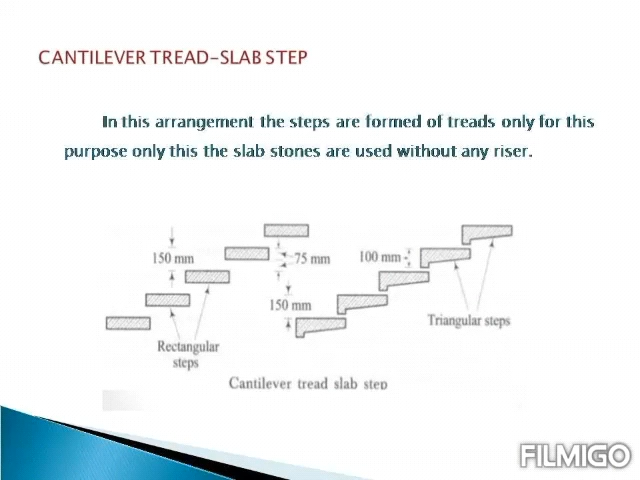 CANTILEVER TREAD-SLAB STEP
In this arrangement the steps are formed of treads only for this
purpose only this the slab stones are used without any riser.
150 mm
75 mm
100 mm
150 mm
Triangular steps
Rectangular
steps
Cantilever tread slab step
FILMIGO